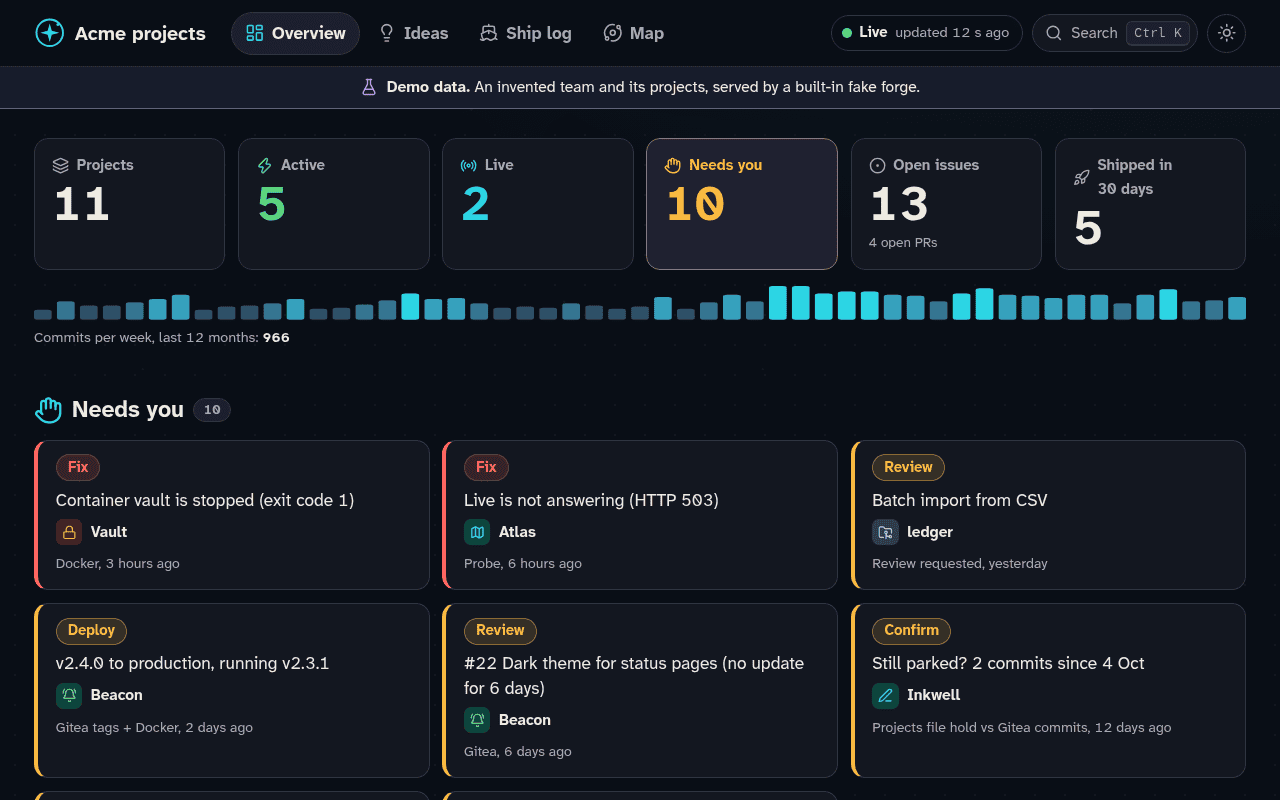 Acme projects
Overview
Ideas
Ship log
Map
Live updated 12 s ago
Search Ctrl K
Demo data. An invented team and its projects, served by a built-in fake forge.
Projects
11
Active
5
Live
2
Needs you
10
Open issues
13
4 open PRs
Shipped in
30 days
5
Commits per week, last 12 months: 966
Needs you 10
Fix
Container vault is stopped (exit code 1)
Vault
Docker, 3 hours ago
Fix
Live is not answering (HTTP 503)
Atlas
Probe, 6 hours ago
Review
Batch import from CSV
ledger
Review requested, yesterday
Deploy
v2.4.0 to production, running v2.3.1
Beacon
Gitea tags + Docker, 2 days ago
Review
#22 Dark theme for status pages (no update
for 6 days)
Beacon
Gitea, 6 days ago
Confirm
Still parked? 2 commits since 4 Oct
Inkwell
Projects file hold vs Gitea commits, 12 days ago